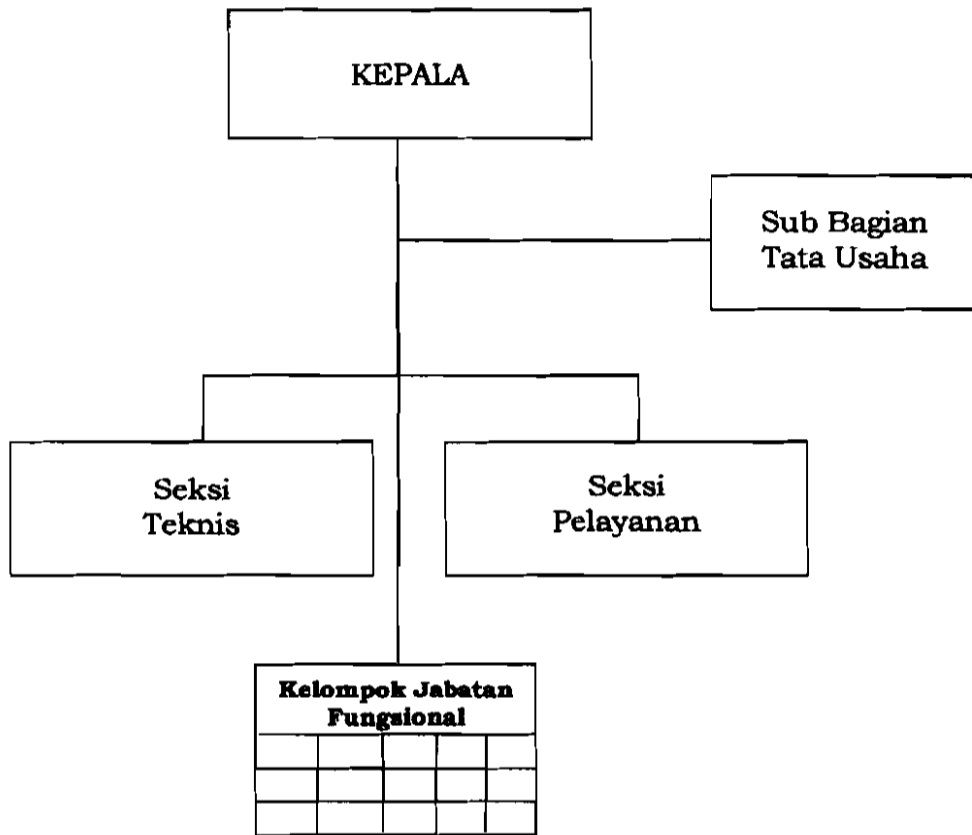 KEPALA
Sub Bagian
Tata Usaha
Seksi
Teknis
Seksi
Pelayanan
Kelompok Jabatan
Fungsional